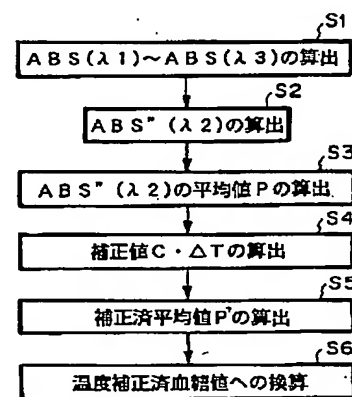 S1
ABS(λ1)~ABS(λ3)の算出
S2
ABS"(λ2)の算出
S3
ABS"(λ2)の平均値Pの算出
S4
補正値C・△Tの算出
S5
補正済平均値P'の算出
S6
温度補正済血糖値への換算